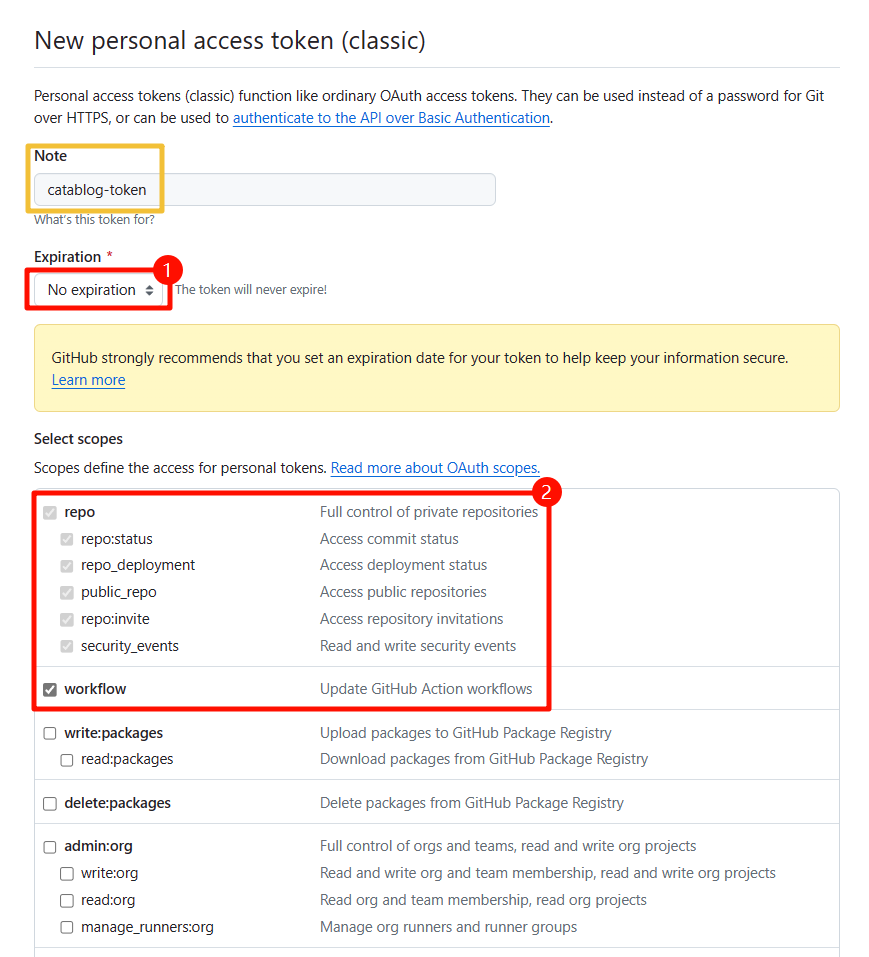 New personal access token (classic)
Personal access tokens (classic) function like ordinary OAuth access tokens. They can be used instead of a password for Git
over HTTPS, or can be used to authenticate to the API over Basic Authentication.
Note
catablog-token
What's this token for?
Expiration *
1
No expiration The token will never expire!
GitHub strongly recommends that you set an expiration date for your token to help keep your information secure.
Learn more
Select scopes
Scopes define the access for personal tokens. Read more about OAuth scopes.
2
repo Full control of private repositories
repo:status Access commit status
repo_deployment Access deployment status
public_repo Access public repositories
repo:invite Access repository invitations
security_events Read and write security events
workflow Update GitHub Action workflows
write:packages Upload packages to GitHub Package Registry
read:packages Download packages from GitHub Package Registry
delete:packages Delete packages from GitHub Package Registry
admin:org Full control of orgs and teams, read and write org projects
write:org Read and write org and team membership, read and write org projects
read:org Read org and team membership, read org projects
manage_runners:org Manage org runners and runner groups